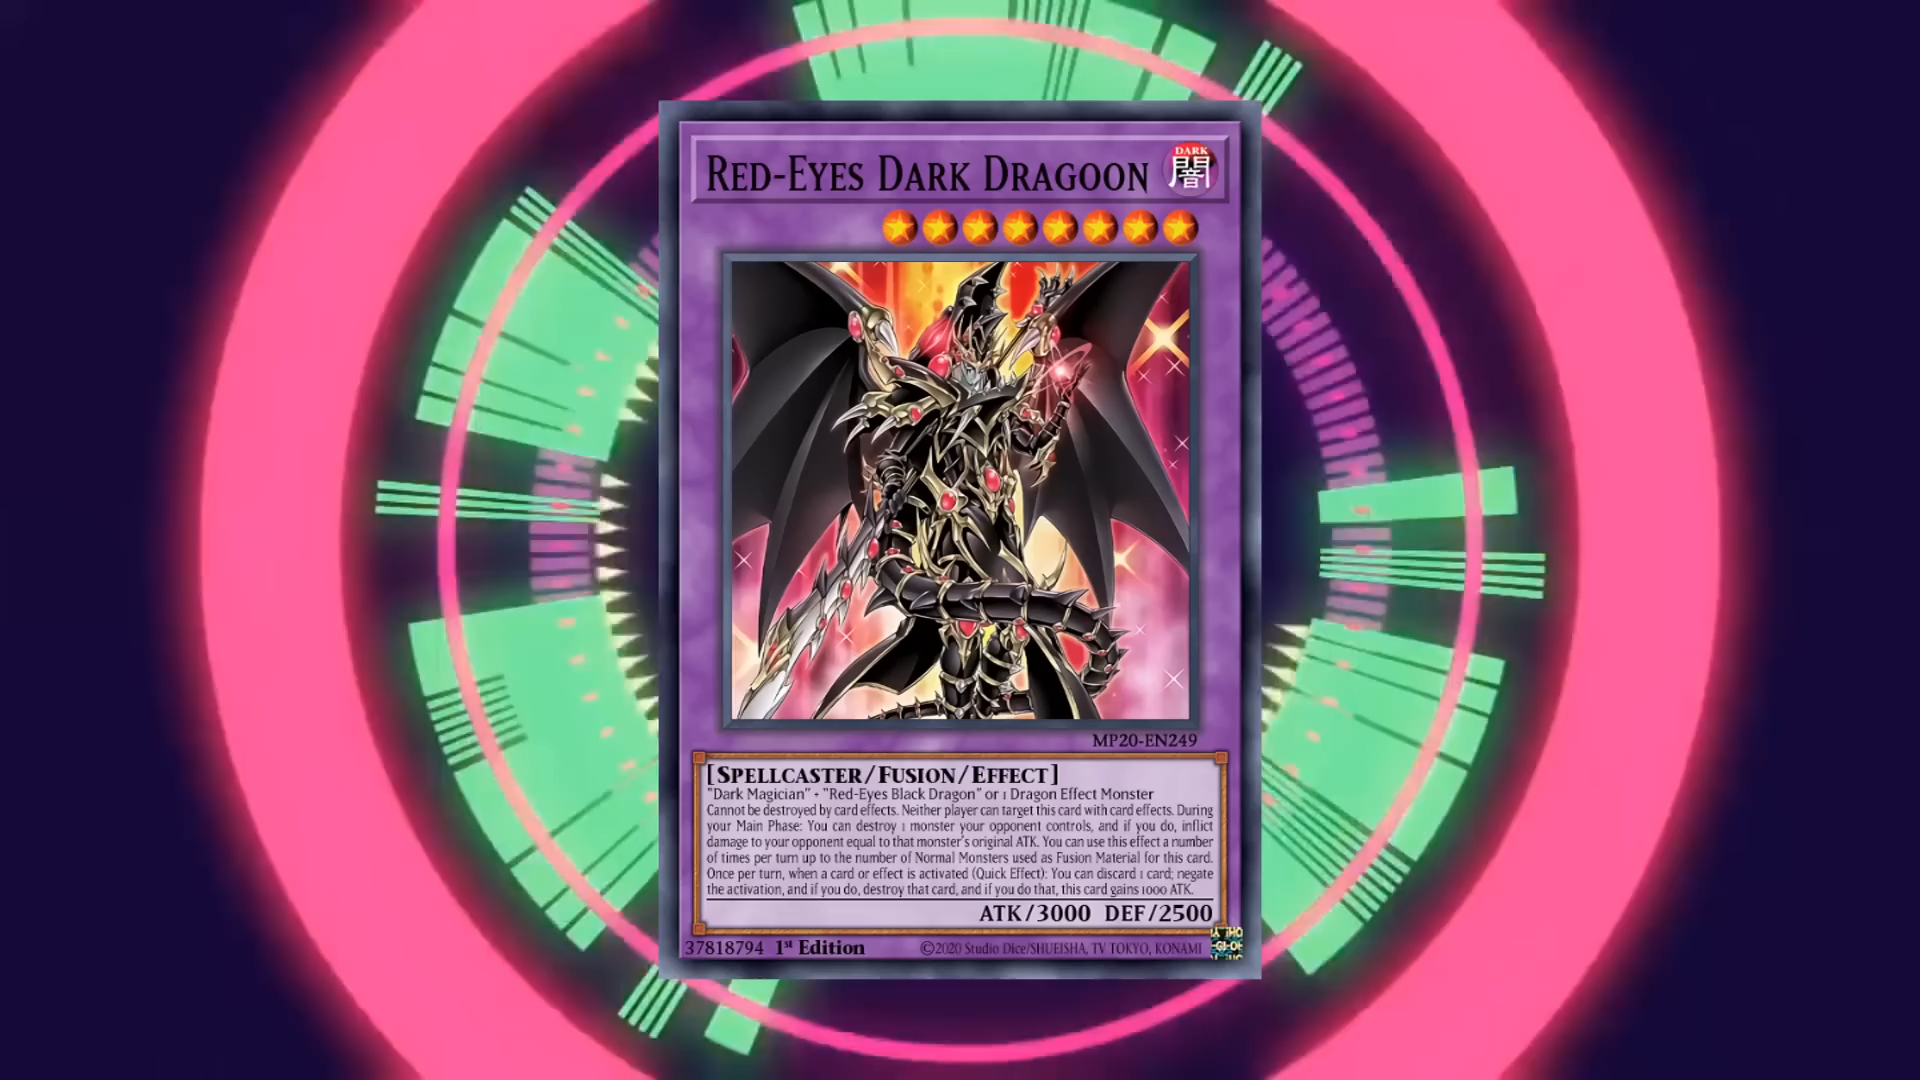 RED-EYES DARK DRAGOON
DARK
闇
MP20-EN249
[SPELLCASTER/FUSION/EFFECT]
"Dark Magician" + "Red-Eyes Black Dragon" or 1 Dragon Effect Monster
Cannot be destroyed by card effects. Neither player can target this card with card effects. During
your Main Phase: You can destroy 1 monster your opponent controls, and if you do, inflict
damage to your opponent equal to that monster's original ATK. You can use this effect a number
of times per turn up to the number of Normal Monsters used as Fusion Material for this card.
Once per turn, when a card or effect is activated (Quick Effect): You can discard 1 card; negate
the activation, and if you do, destroy that card, and if you do that, this card gains 1000 ATK.
ATK/3000 DEF/2500
37818794 1st Edition ©2020 Studio Dice/SHUEISHA, TV TOKYO, KONAMI